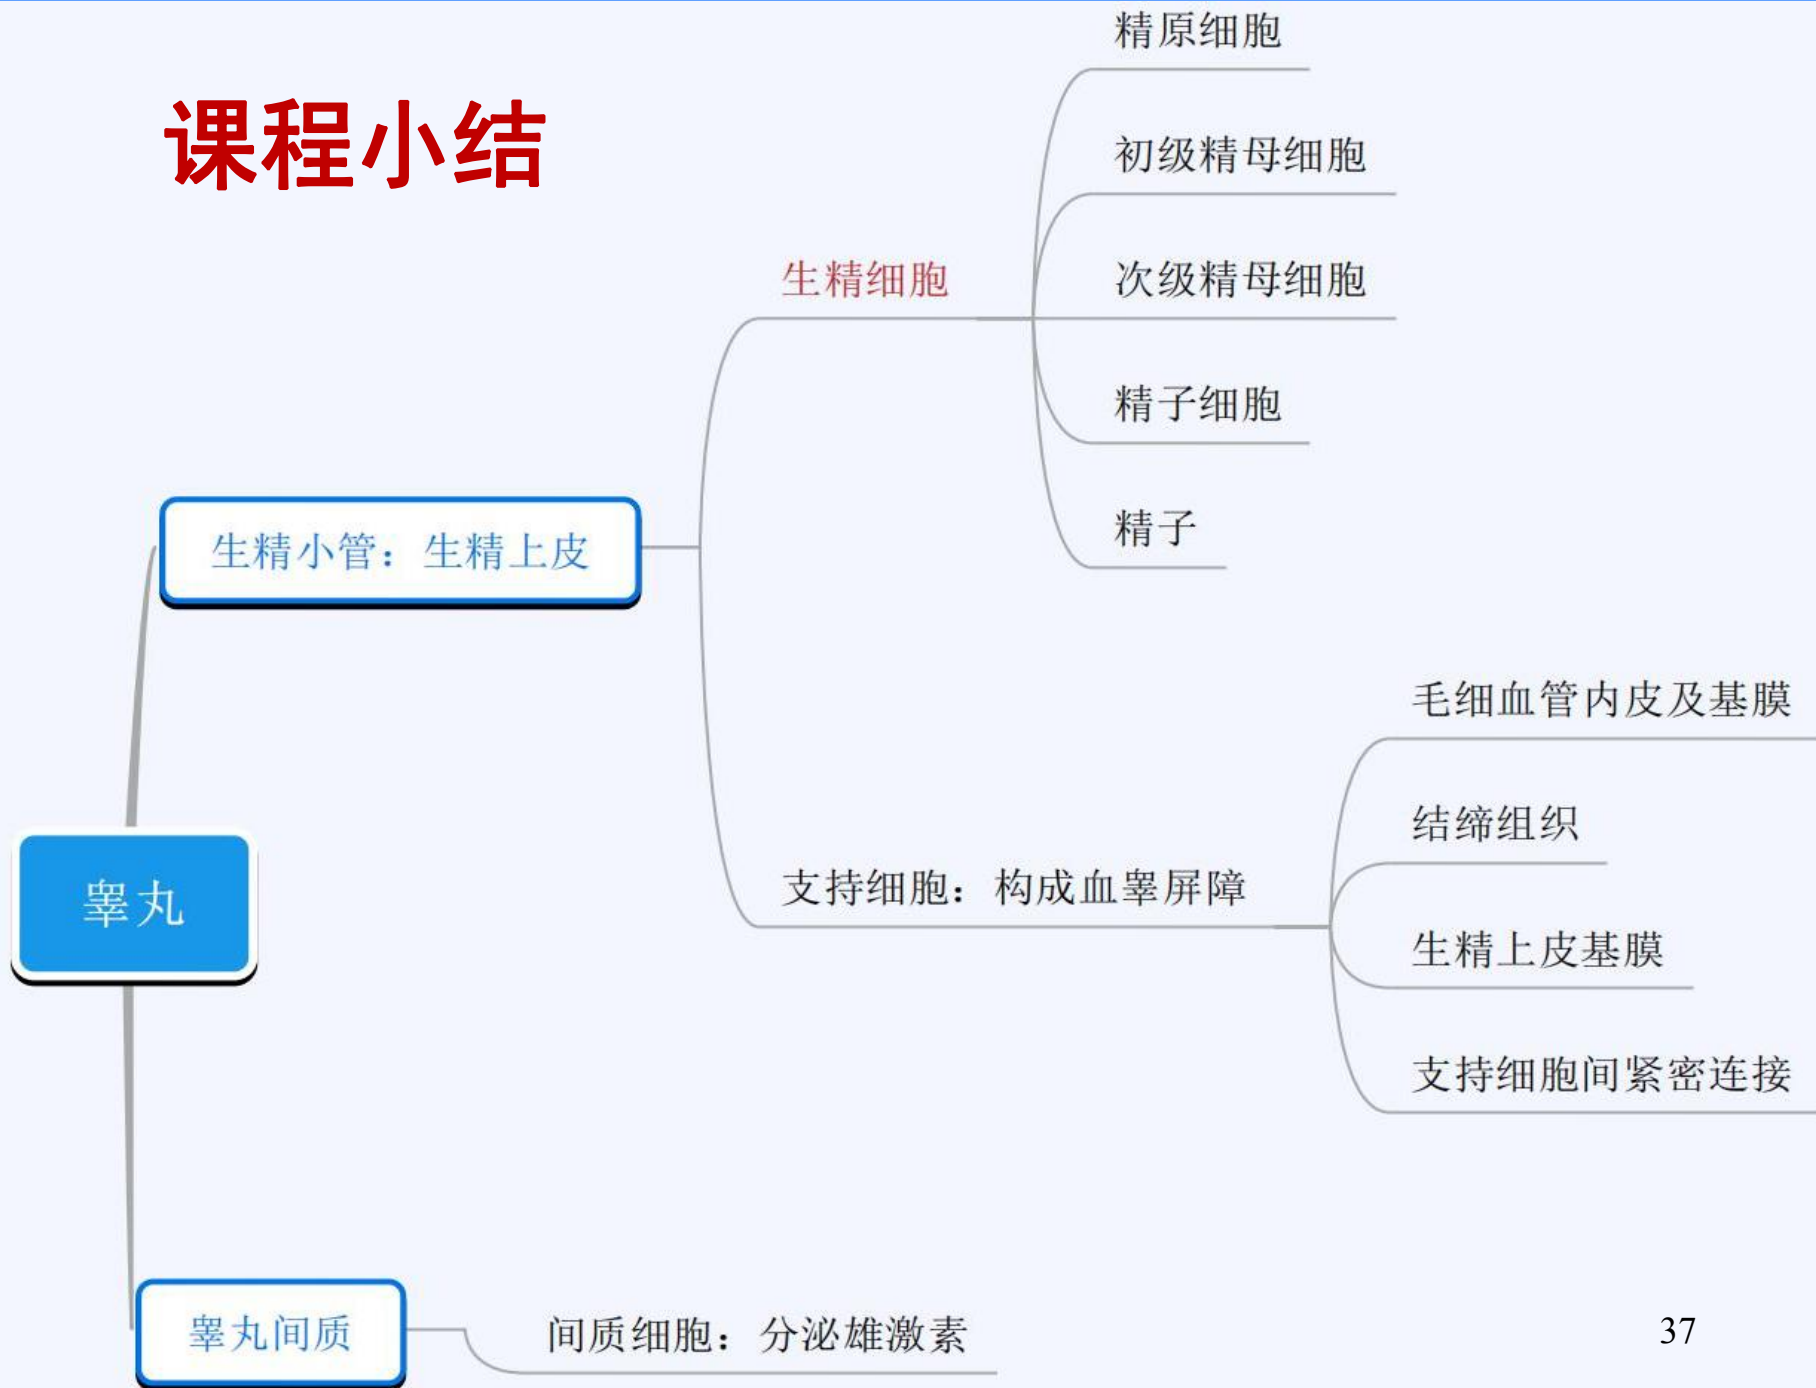 课程小结
精原细胞
初级精母细胞
生精细胞
次级精母细胞
精子细胞
精子
生精小管：生精上皮
毛细血管内皮及基膜
结缔组织
支持细胞：构成血睾屏障
生精上皮基膜
支持细胞间紧密连接
睾丸
睾丸间质
间质细胞：分泌雄激素
37